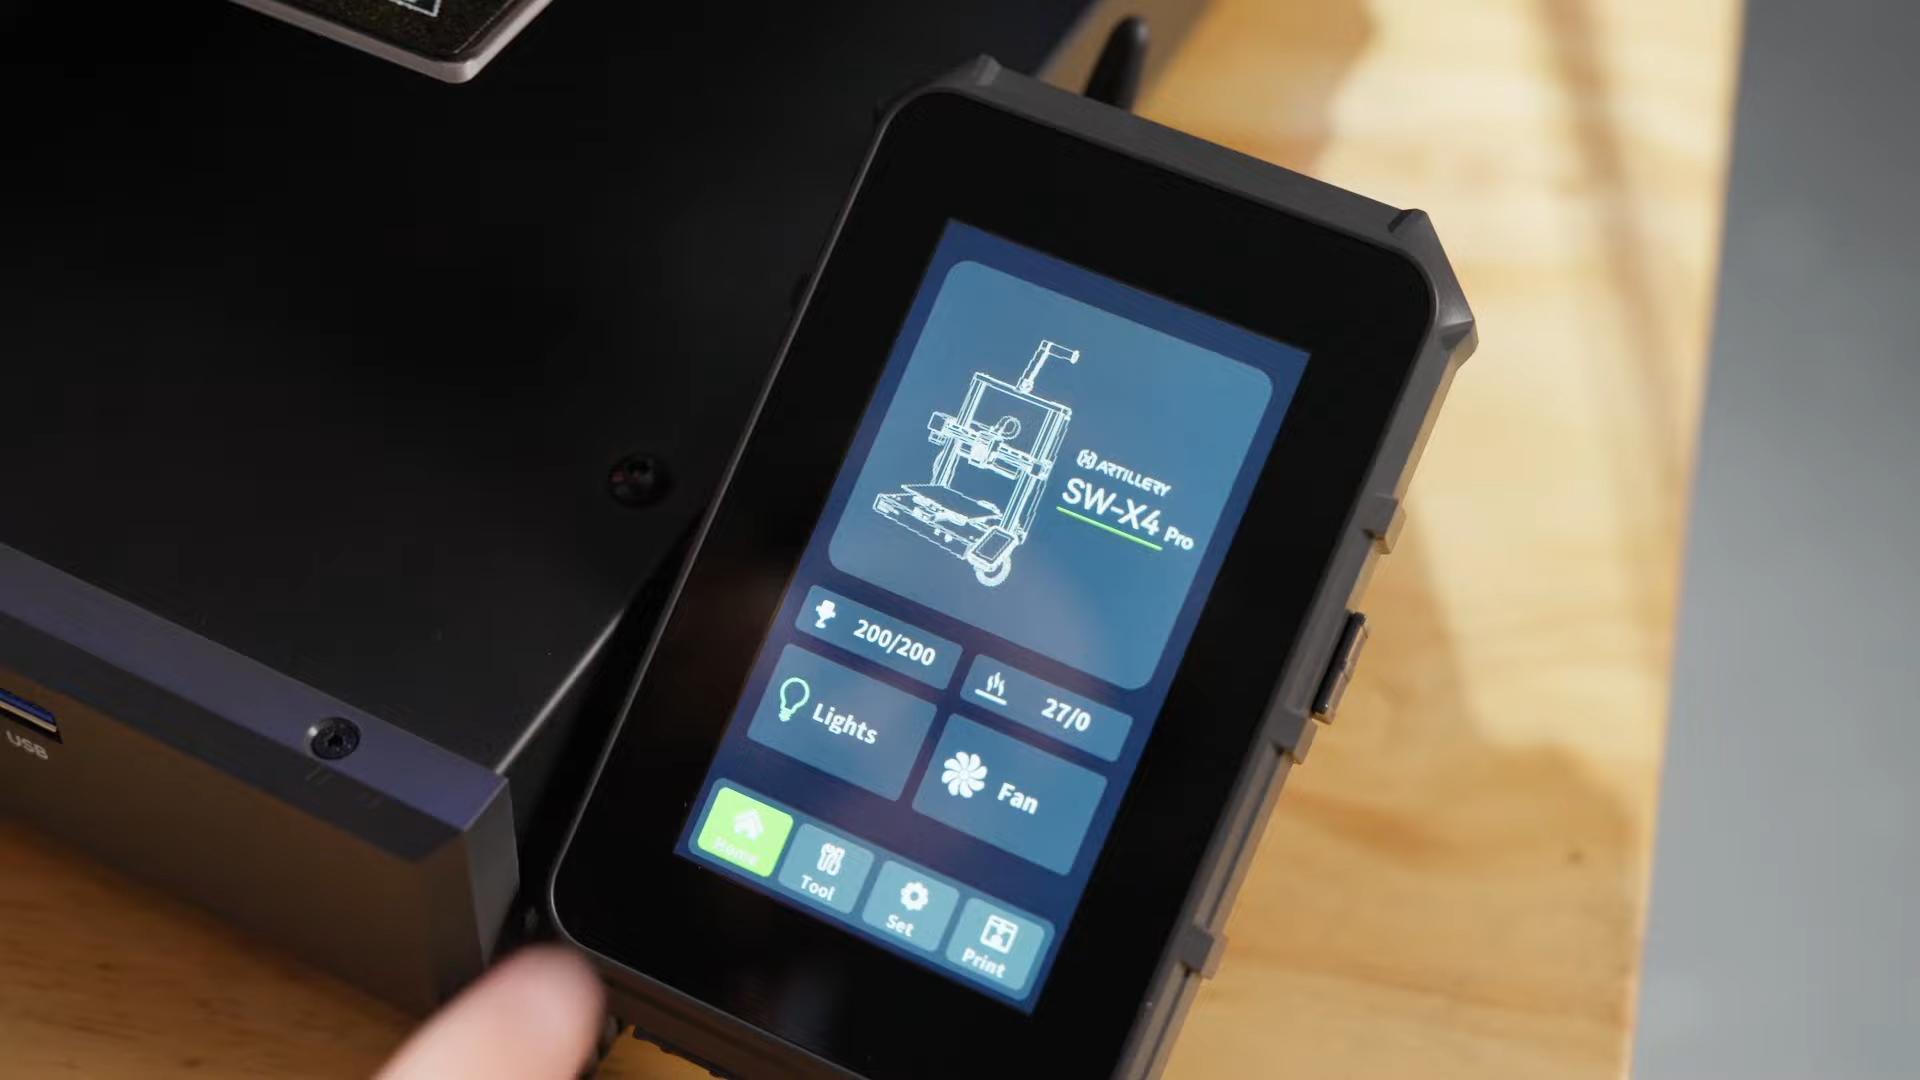 ARTILLERY
SW-X4 Pro
200/200
27/0
Lights
Fan
Home
Tool
Set
Print
USB